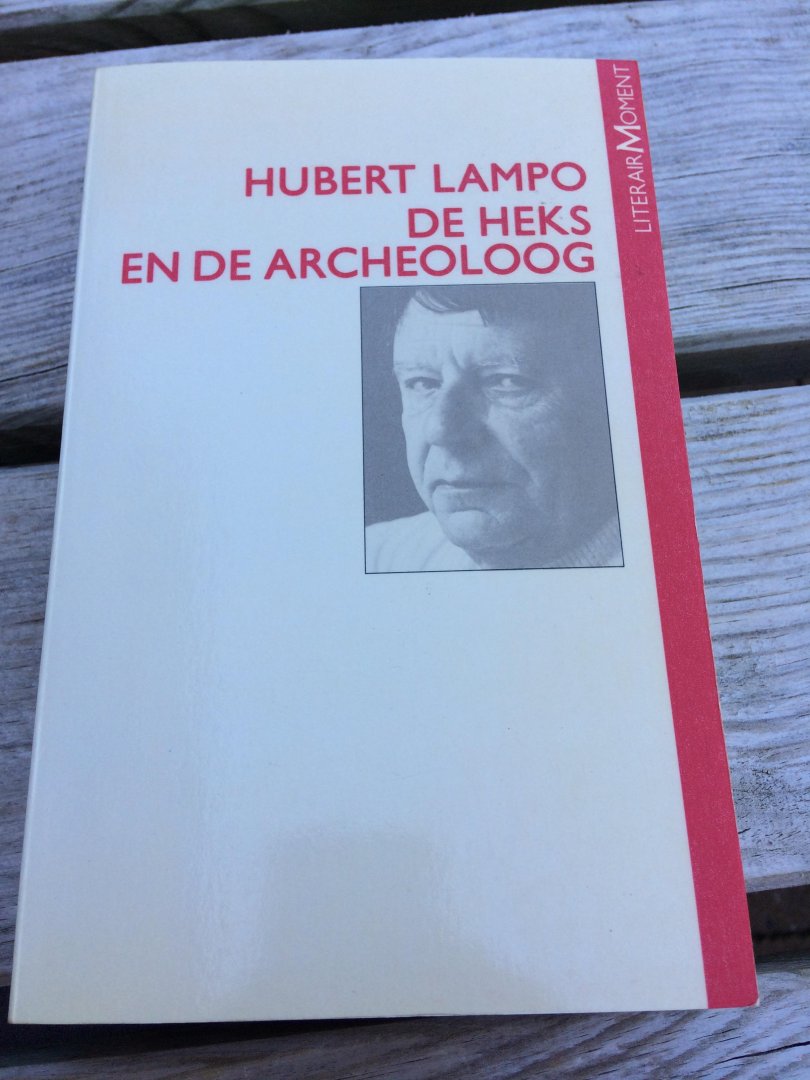 HUBERT LAMPO
DE HEKS
EN DE ARCHEOLOOG
LITERAIR MOMENT